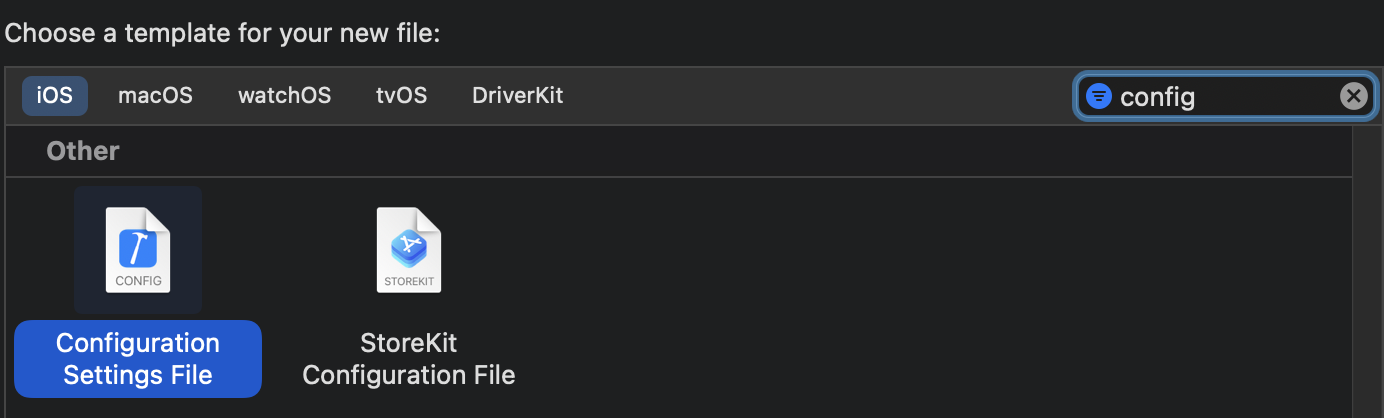 Choose a template for your new file:
iOS macOS watchOS tvOS DriverKit config
Other
CONFIG STOREKIT
Configuration StoreKit
Settings File Configuration File